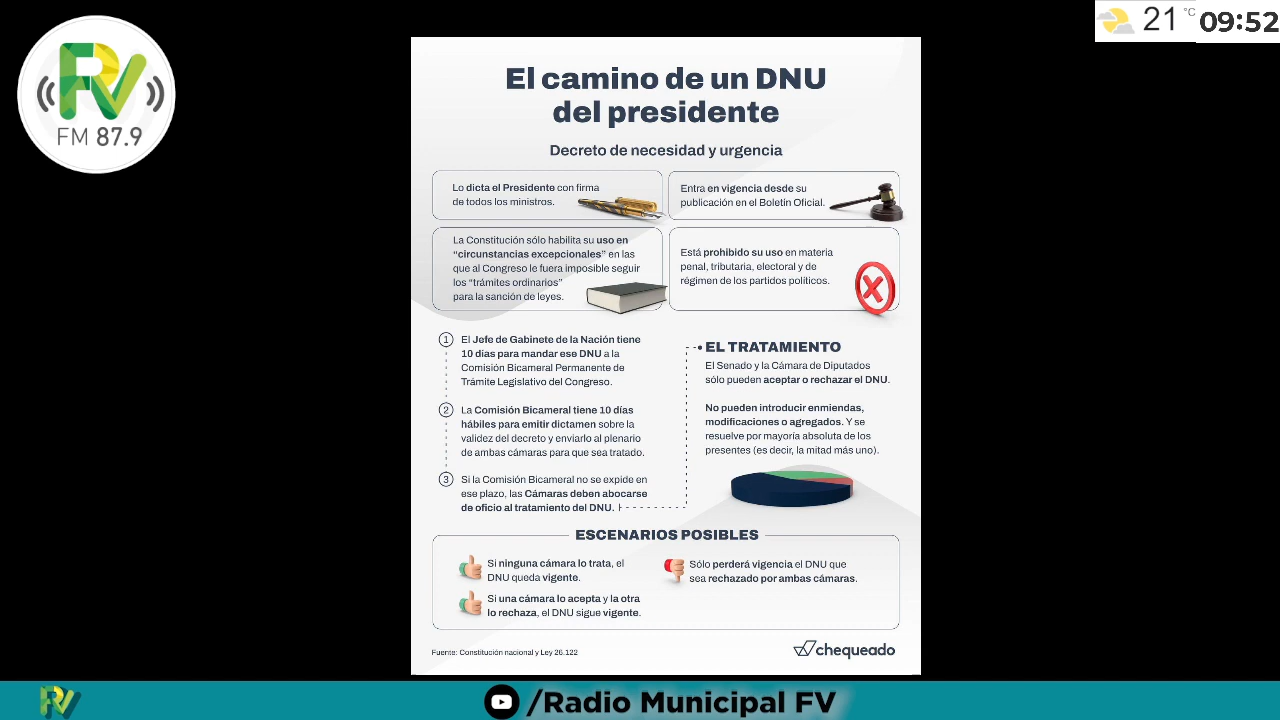 RV
FM 87.9
21 °C
09:52
El camino de un DNU
del presidente
Decreto de necesidad y urgencia
Lo dicta el Presidente con firma
de todos los ministros.
Entra en vigencia desde su
publicación en el Boletín Oficial.
La Constitución sólo habilita su uso en
“circunstancias excepcionales” en las
que al Congreso le fuera imposible seguir
los “trámites ordinarios”
para la sanción de leyes.
Está prohibido su uso en materia
penal, tributaria, electoral y de
régimen de los partidos políticos.
1 El Jefe de Gabinete de la Nación tiene
10 días para mandar ese DNU a la
Comisión Bicameral Permanente de
Trámite Legislativo del Congreso.
2 La Comisión Bicameral tiene 10 días
hábiles para emitir dictamen sobre la
validez del decreto y enviarlo al plenario
de ambas cámaras para que sea tratado.
3 Si la Comisión Bicameral no se expide en
ese plazo, las Cámaras deben abocarse
de oficio al tratamiento del DNU.
EL TRATAMIENTO
El Senado y la Cámara de Diputados
sólo pueden aceptar o rechazar el DNU.
No pueden introducir enmiendas,
modificaciones o agregados. Y se
resuelve por mayoría absoluta de los
presentes (es decir, la mitad más uno).
ESCENARIOS POSIBLES
Si ninguna cámara lo trata, el
DNU queda vigente.
Si una cámara lo acepta y la otra
lo rechaza, el DNU sigue vigente.
Sólo perderá vigencia el DNU que
sea rechazado por ambas cámaras.
Fuente: Constitución nacional y Ley 26.122
chequeado
RV
/Radio Municipal FV